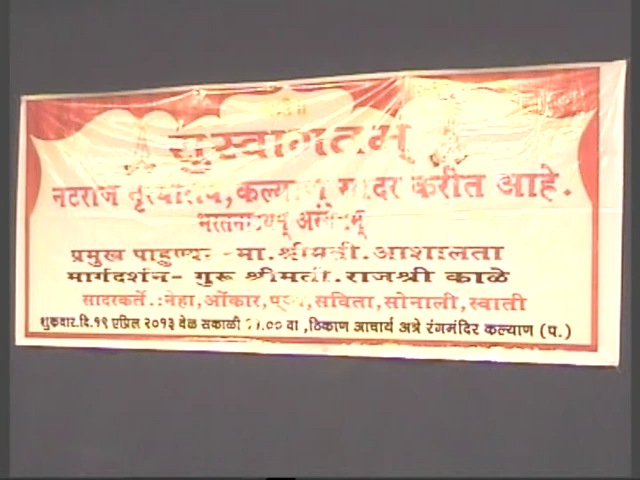 सुस्वागतम्
नटराज नृत्यालय,कल्याण सादर करीत आहे.
भरतनाट्यम् अरंगेत्रम्
प्रमुख पाहुण्या - मा.श्रीमती.आशालता
मार्गदर्शन- गुरू श्रीमती.राजश्री काळे
सादरकर्ते.:नेहा,ओंकार,पूजा,सविता,सोनाली,स्वाती
शुक्रवार.दि.१९ एप्रिल २०१३ वेळ सकाळी वा ,ठिकाण आचार्य अत्रे रंगमंदिर कल्याण (प.)